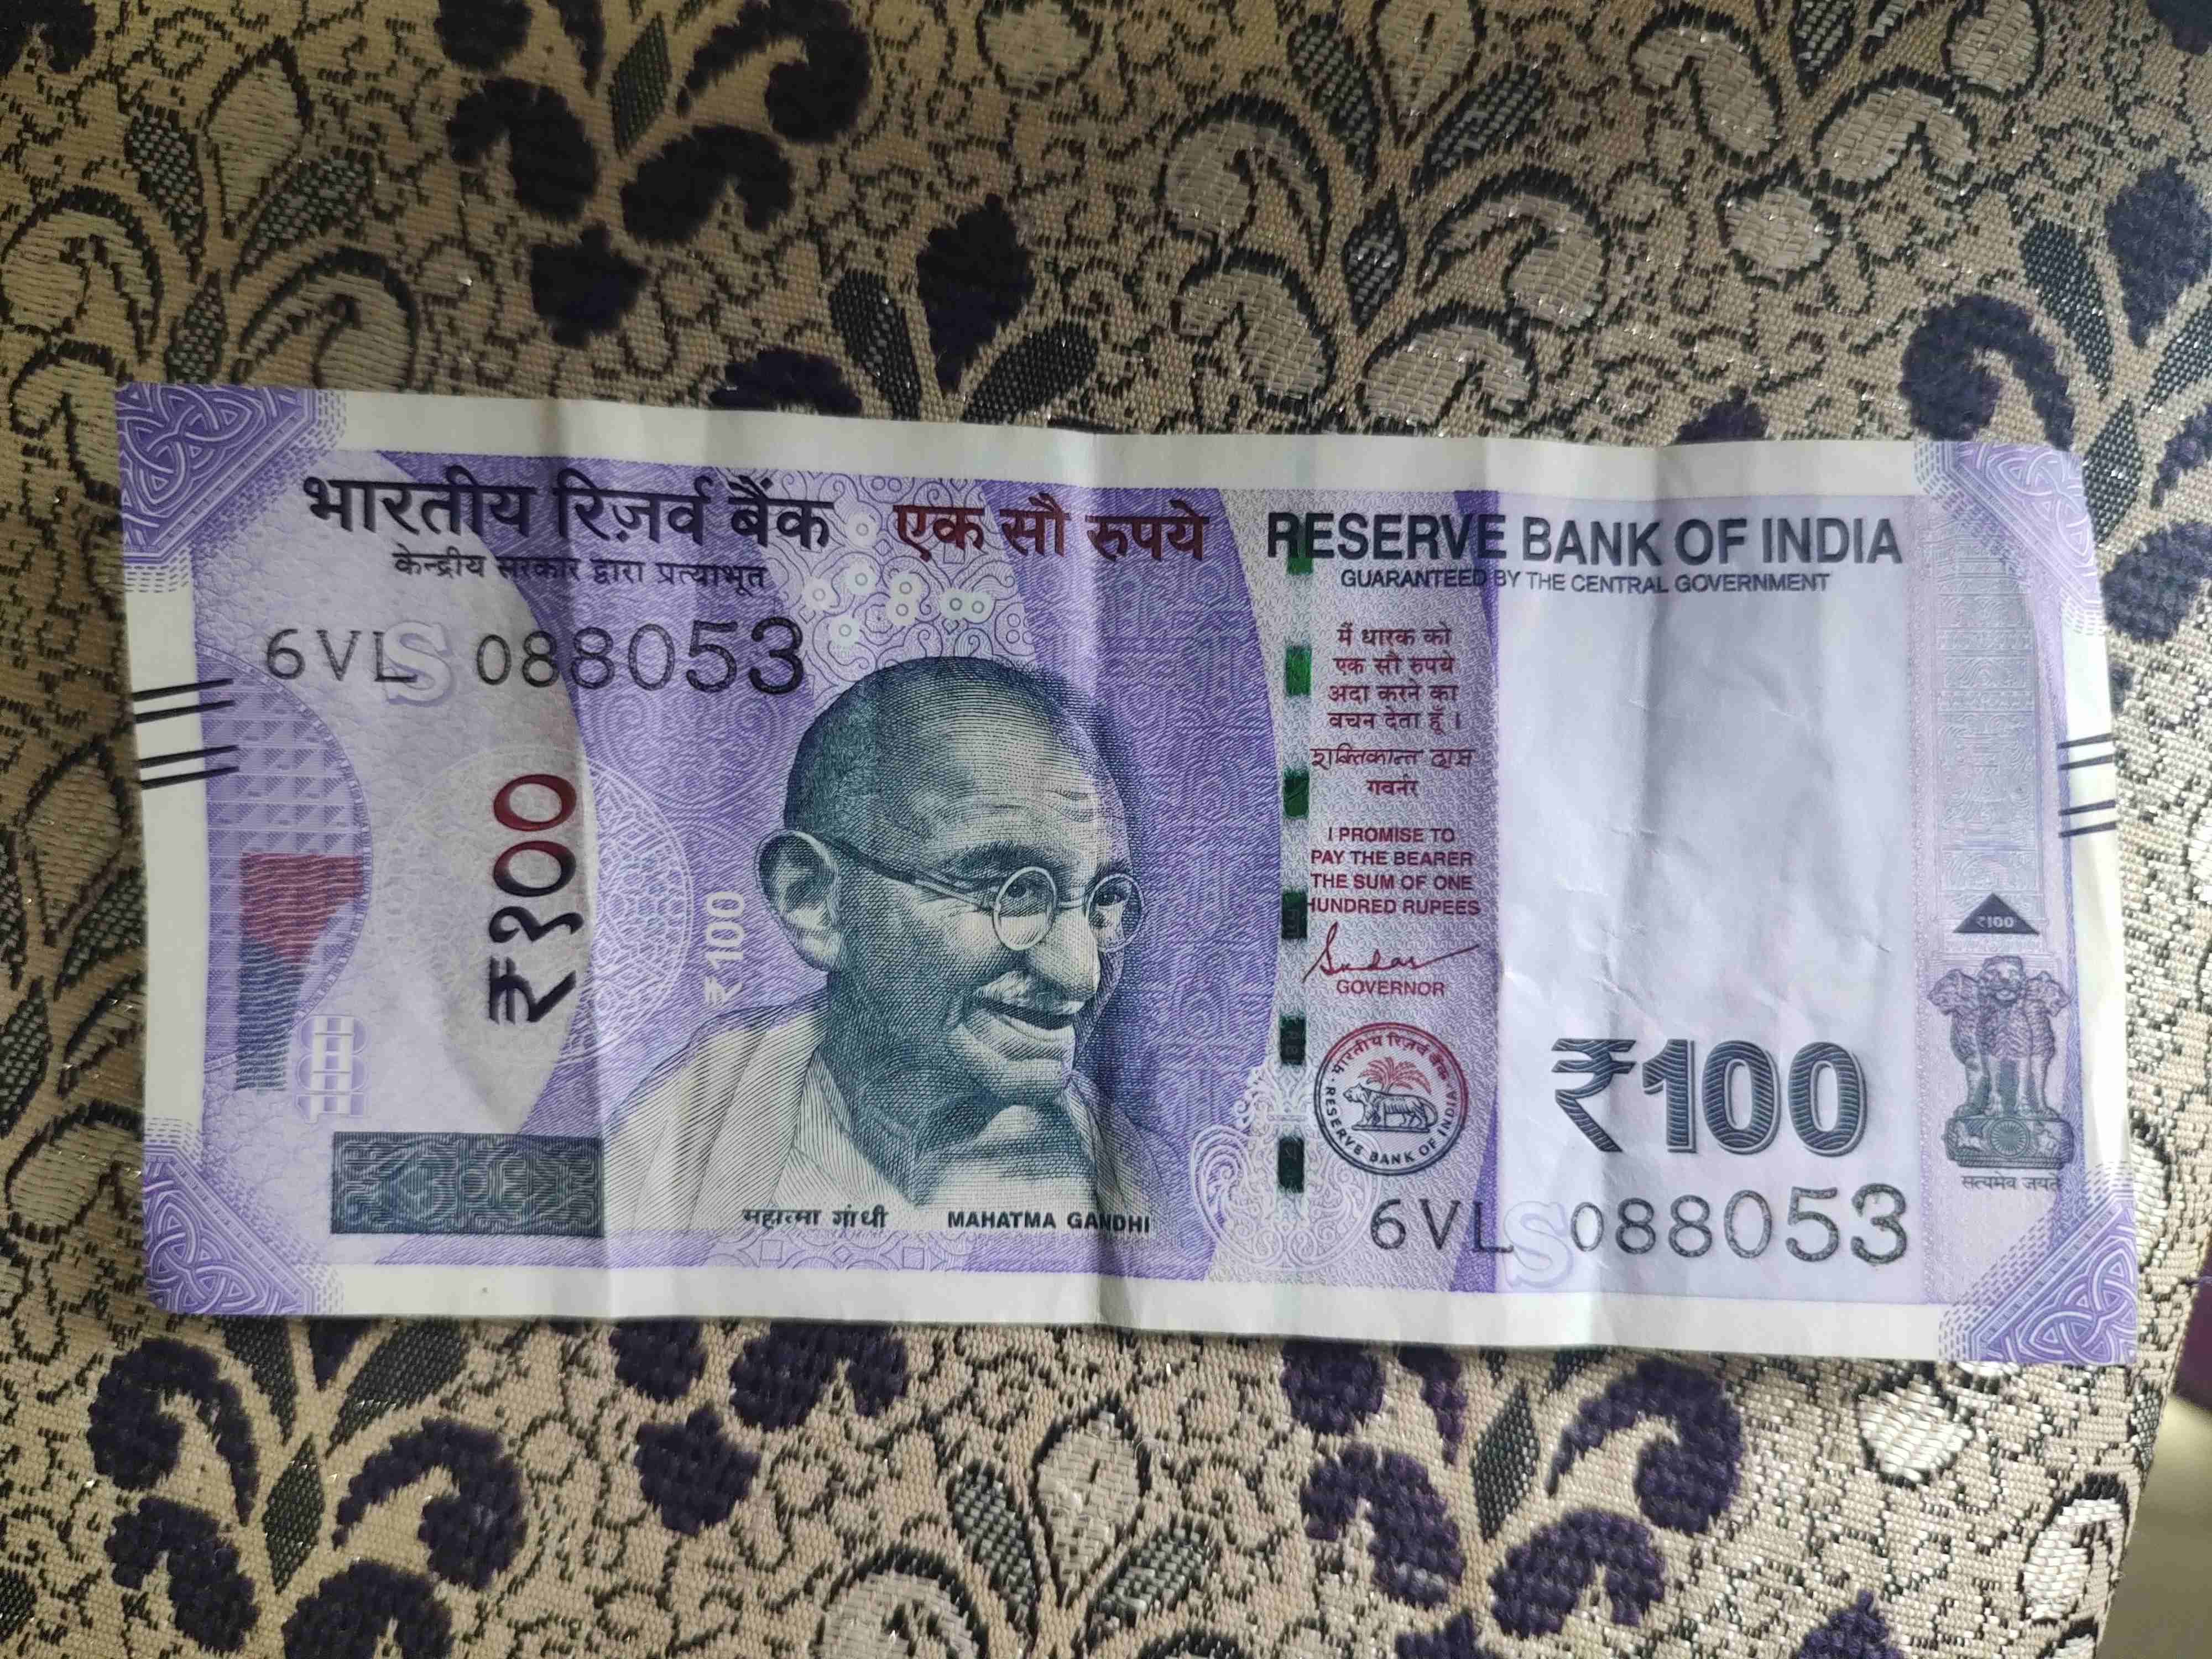 भारतीय रिज़र्व बैंक
केन्द्रीय सरकार द्वारा प्रत्याभूत
एक सौ रुपये
RESERVE BANK OF INDIA
GUARANTEED BY THE CENTRAL GOVERNMENT
6VL S 088053
₹१००
₹100
मैं धारक को
एक सौ रुपये
अदा करने का
वचन देता हूँ ।
शक्तिकान्त दास
गवर्नर
I PROMISE TO
PAY THE BEARER
THE SUM OF ONE
HUNDRED RUPEES
GOVERNOR
भारतीय रिज़र्व बैंक
RESERVE BANK OF INDIA
₹100
₹100
सत्यमेव जयते
100
महात्मा गांधी
MAHATMA GANDHI
6VL S 088053